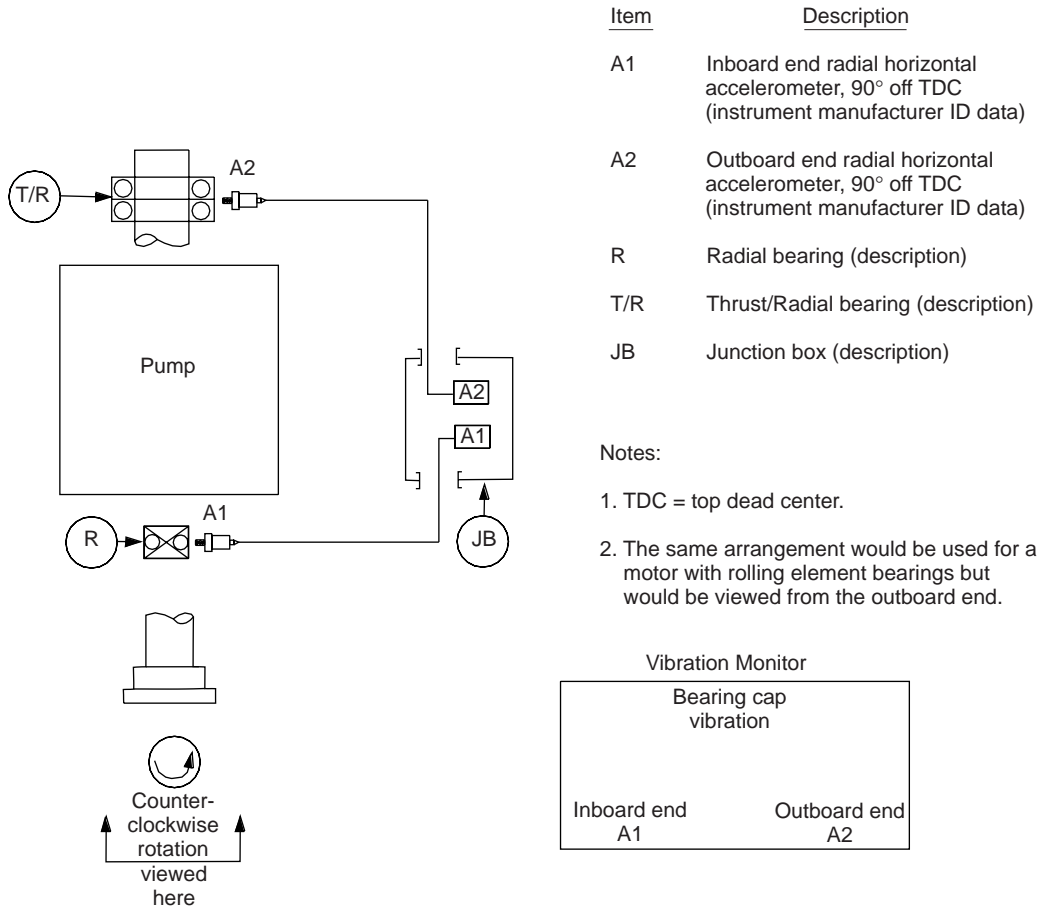 Item Description
A1 Inboard end radial horizontal
accelerometer, 90° off TDC
(instrument manufacturer ID data)
A2 Outboard end radial horizontal
accelerometer, 90° off TDC
(instrument manufacturer ID data)
R Radial bearing (description)
T/R Thrust/Radial bearing (description)
JB Junction box (description)
Notes:
1. TDC = top dead center.
2. The same arrangement would be used for a
motor with rolling element bearings but
would be viewed from the outboard end.
Vibration Monitor
Bearing cap
vibration
Inboard end
A1
Outboard end
A2
T/R
A2
Pump
A2
A1
R
A1
JB
Counter-
clockwise
rotation
viewed
here